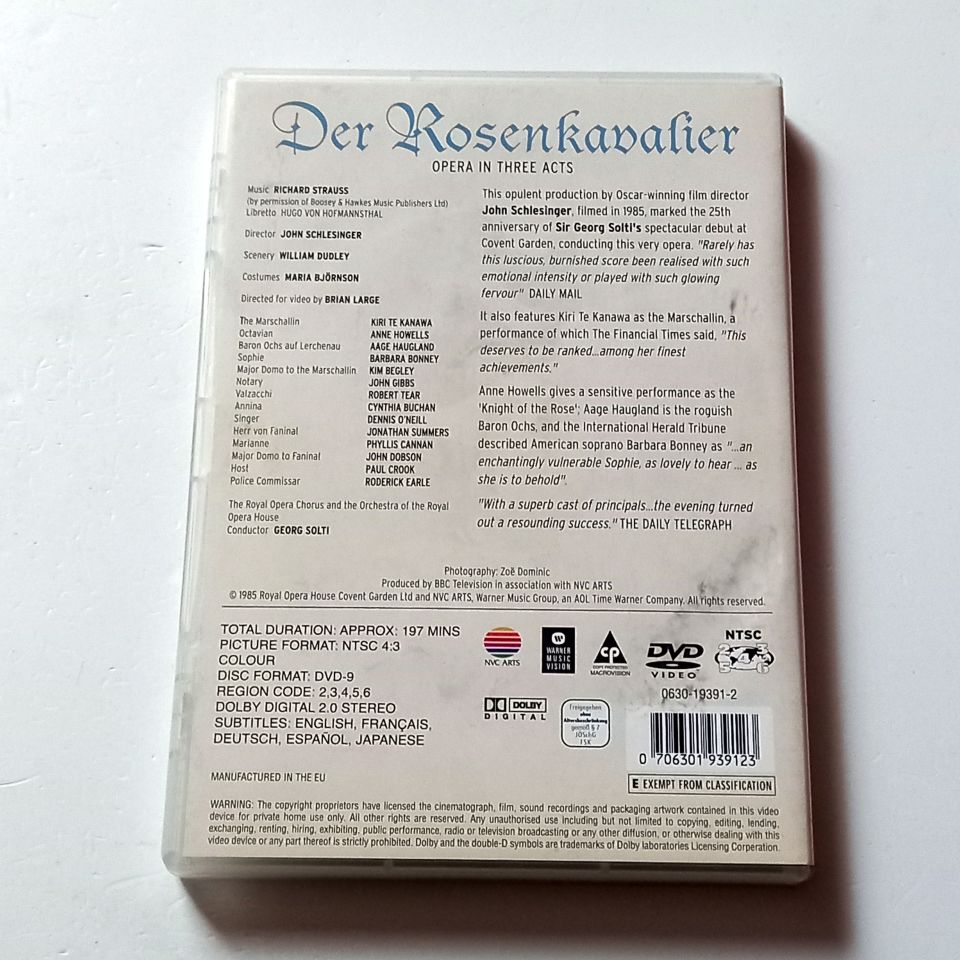 Der Rosenkavalier
OPERA IN THREE ACTS
Music RICHARD STRAUSS
(by permission of Boosey & Hawkes Music Publishers Ltd)
Libretto HUGO VON HOFMANNSTHAL
Director JOHN SCHLESINGER
Scenery WILLIAM DUDLEY
Costumes MARIA BJÖRNSON
Directed for video by BRIAN LARGE
The Marschallin KIRI TE KANAWA
Octavian ANNE HOWELLS
Baron Ochs auf Lerchenau AAGE HAUGLAND
Sophie BARBARA BONNEY
Major Domo to the Marschallin KIM BEGLEY
Notary JOHN GIBBS
Valzacchi ROBERT TEAR
Annina CYNTHIA BUCHAN
Singer DENNIS O'NEILL
Herr von Faninal JONATHAN SUMMERS
Marianne PHYLLIS CANNAN
Major Domo to Faninal JOHN DOBSON
Host PAUL CROOK
Police Commissar RODERICK EARLE
The Royal Opera Chorus and the Orchestra of the Royal
Opera House
Conductor GEORG SOLTI
This opulent production by Oscar-winning film director
John Schlesinger, filmed in 1985, marked the 25th
anniversary of Sir Georg Solti's spectacular debut at
Covent Garden, conducting this very opera. "Rarely has
this luscious, burnished score been realised with such
emotional intensity or played with such glowing
fervour" DAILY MAIL
It also features Kiri Te Kanawa as the Marschallin, a
performance of which The Financial Times said, "This
deserves to be ranked...among her finest
achievements."
Anne Howells gives a sensitive performance as the
'Knight of the Rose'; Aage Haugland is the roguish
Baron Ochs, and the International Herald Tribune
described American soprano Barbara Bonney as "...an
enchantingly vulnerable Sophie, as lovely to hear ... as
she is to behold".
"With a superb cast of principals...the evening turned
out a resounding success." THE DAILY TELEGRAPH
Photography: Zoë Dominic
Produced by BBC Television in association with NVC ARTS
© 1985 Royal Opera House Covent Garden Ltd and NVC ARTS, Warner Music Group, an AOL Time Warner Company. All rights reserved.
TOTAL DURATION: APPROX: 197 MINS
PICTURE FORMAT: NTSC 4:3
COLOUR
DISC FORMAT: DVD-9
REGION CODE: 2,3,4,5,6
DOLBY DIGITAL 2.0 STEREO
SUBTITLES: ENGLISH, FRANÇAIS,
DEUTSCH, ESPAÑOL, JAPANESE
NVC ARTS
WARNER
MUSIC
VISION
CP
COPY PROTECTED
MACROVISION
DVD
VIDEO
NTSC
DOLBY
DIGITAL
Freigegeben
ohne
Altersbeschränkung
gemäß § 7
JÖSchG
FSK
0630-19391-2
0 706301 939123
E EXEMPT FROM CLASSIFICATION
MANUFACTURED IN THE EU
WARNING: The copyright proprietors have licensed the cinematograph, film, sound recordings and packaging artwork contained in this video
device for private home use only. All other rights are reserved. Any unauthorised use including but not limited to copying, editing, lending,
exchanging, renting, hiring, exhibiting, public performance, radio or television broadcasting or any other diffusion, or otherwise dealing with this
video device or any part thereof is strictly prohibited. Dolby and the double-D symbols are trademarks of Dolby laboratories Licensing Corperation.